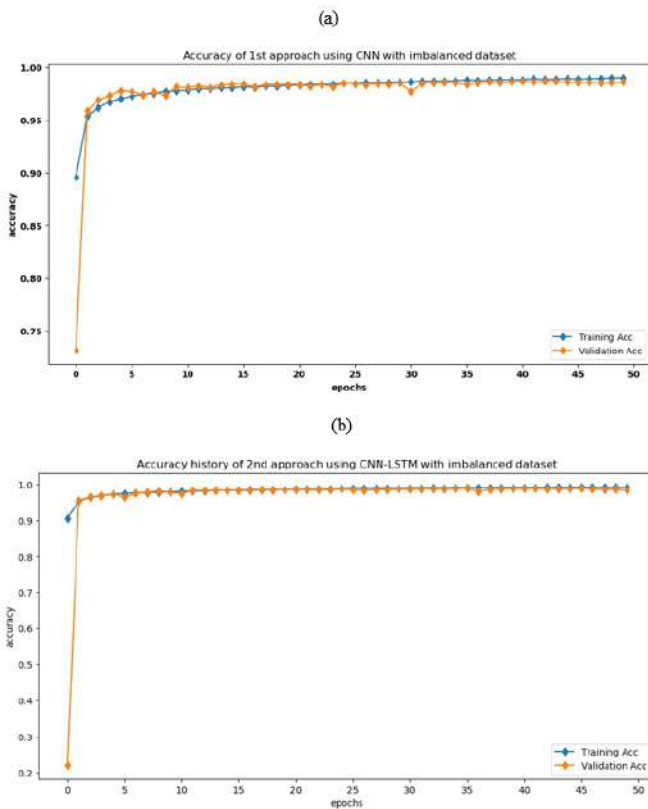 (a)
Accuracy of 1st approach using CNN with imbalanced dataset
1.00
0.95
0.90
0.85
0.80
0.75
accuracy
0 5 10 15 20 25 30 35 40 45 50
epochs
Training Acc
Validation Acc
(b)
Accuracy history of 2nd approach using CNN-LSTM with imbalanced dataset
1.0
0.9
0.8
0.7
0.6
0.5
0.4
0.3
0.2
accuracy
0 5 10 15 20 25 30 35 40 45 50
epochs
Training Acc
Validation Acc